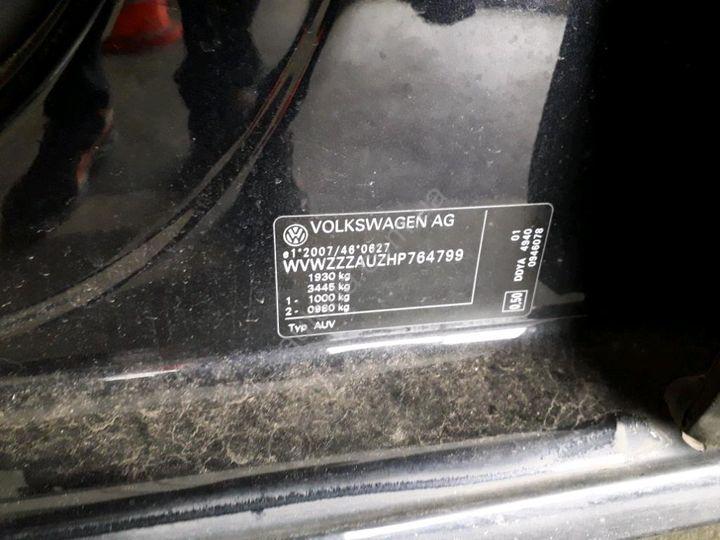 VOLKSWAGEN AG
e1*2007/46*0627
WVWZZZAUZHP764799
1930 kg
3445 kg
1- 1000 kg
2- 0980 kg
Typ AUV
01
DDYA 4940
0946078
0.50